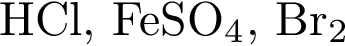 HCl, FeSO₄, Br₂